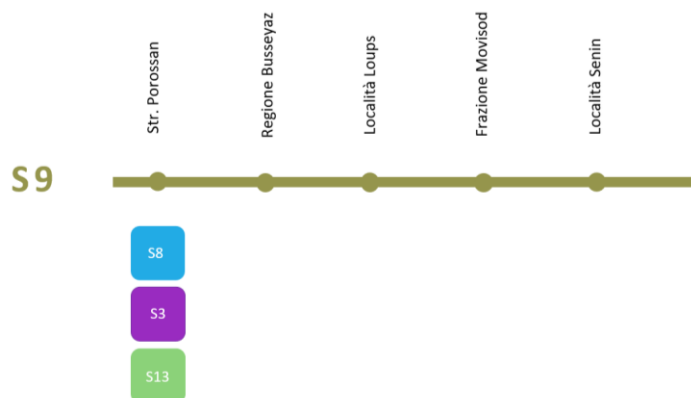 Str. Porossan
Regione Busseyaz
Località Loups
Frazione Movisod
Località Senin
S9
S8
S3
S13